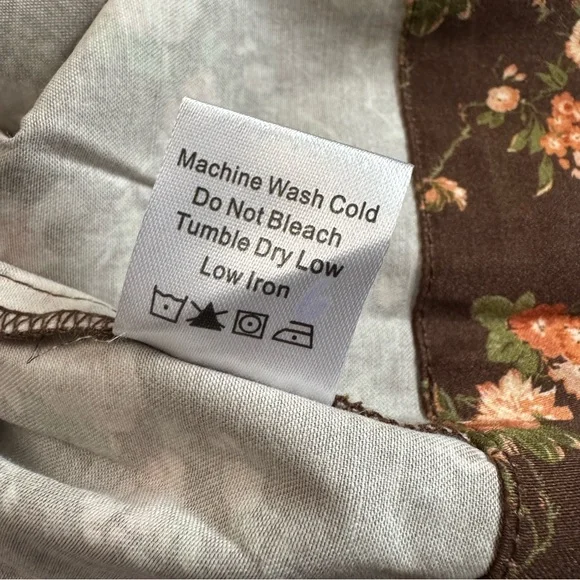 Machine Wash Cold
Do Not Bleach
Tumble Dry Low
Low Iron